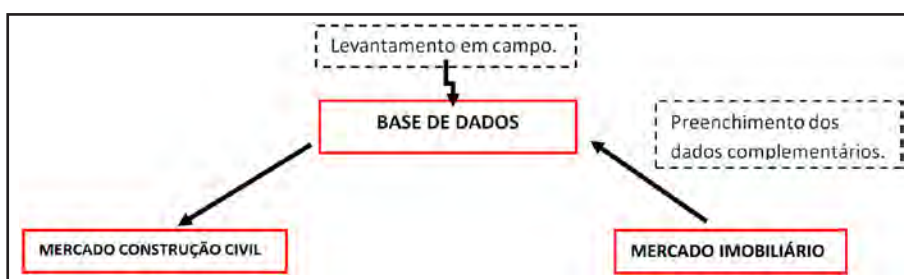 Levantamento em campo.
BASE DE DADOS
Preenchimento dos
dados complementários.
MERCADO CONSTRUÇÃO CIVIL
MERCADO IMOBILIÁRIO